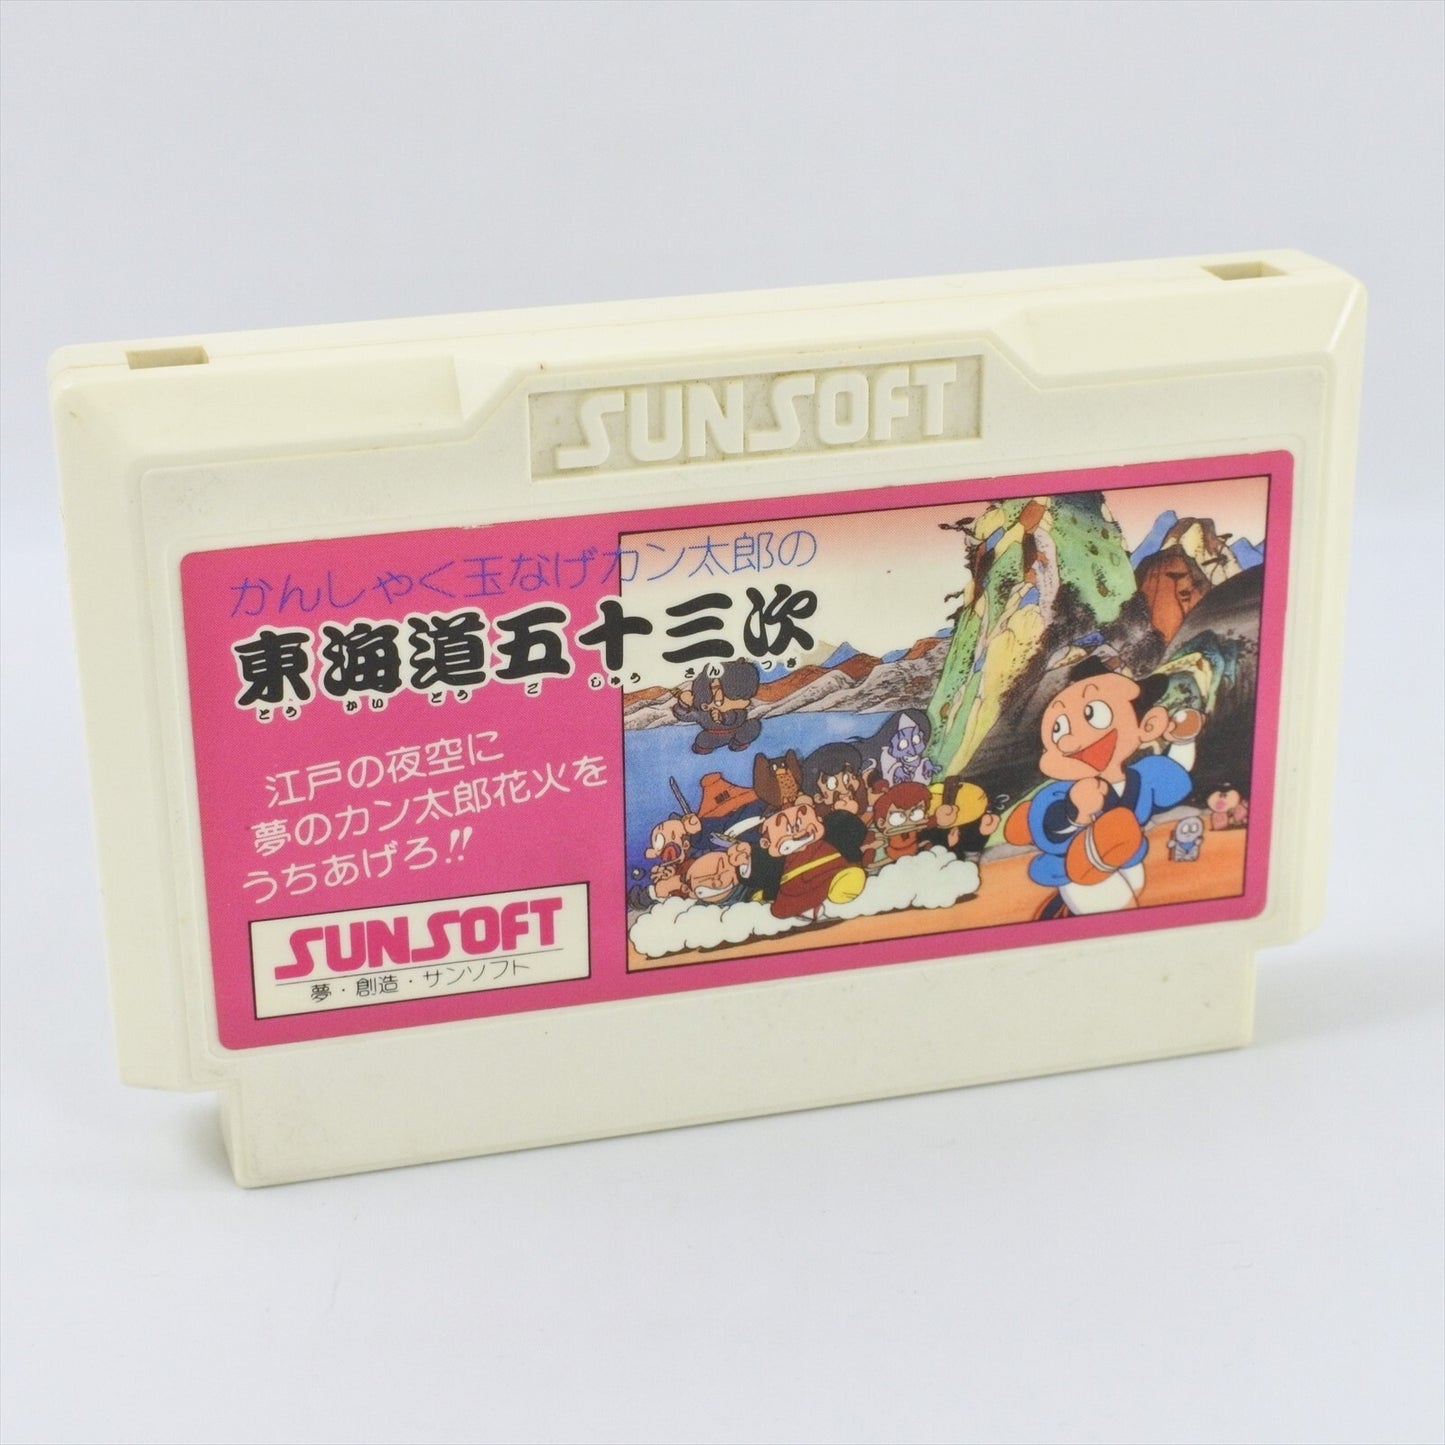 SUNSOFT
かんしゃく玉なげカン太郎の
東海道五十三次
とうかいどうごじゅうさんつぎ
江戸の夜空に
夢のカン太郎花火を
うちあげろ!!
SUNSOFT
夢・創造・サンソフト